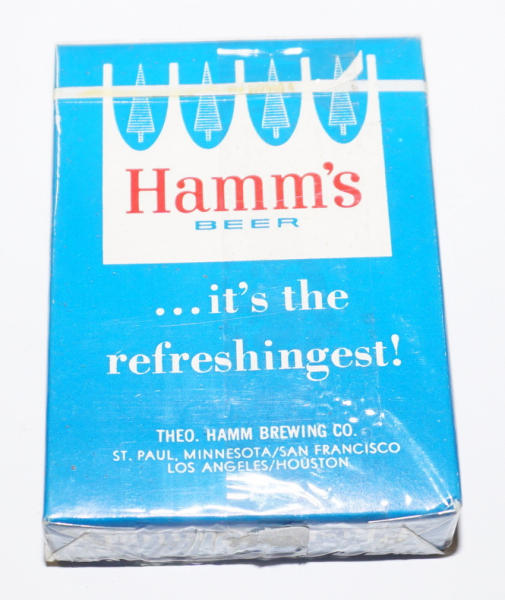 Hamm's
BEER
...it's the
refreshingest!
THEO. HAMM BREWING CO.
ST. PAUL, MINNESOTA/SAN FRANCISCO
LOS ANGELES/HOUSTON